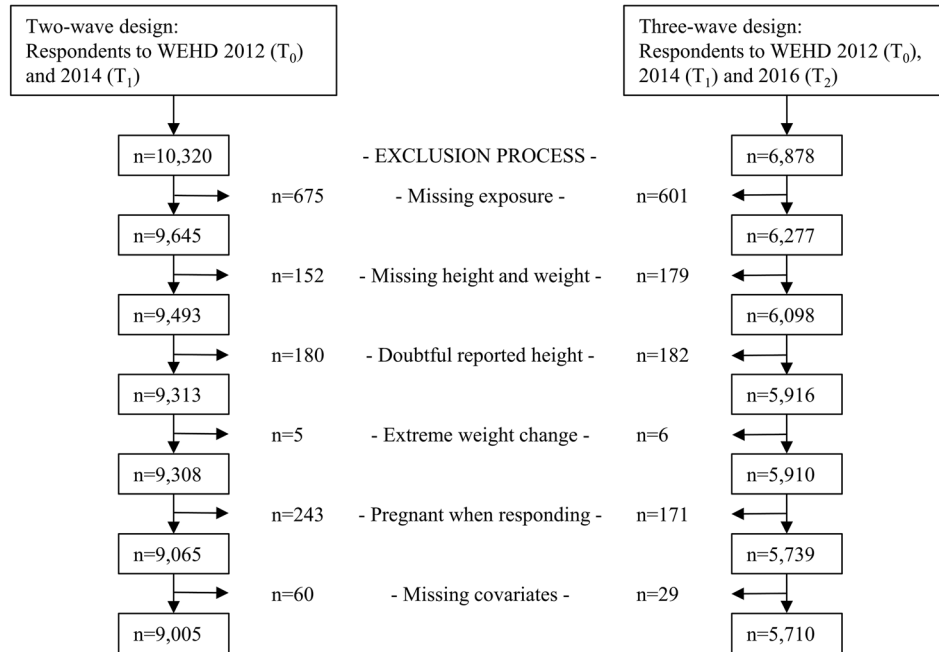 Two-wave design:
Respondents to WEHD 2012 (T₀)
and 2014 (T₁)
Three-wave design:
Respondents to WEHD 2012 (T₀),
2014 (T₁) and 2016 (T₂)
n=10,320
- EXCLUSION PROCESS -
n=6,878
n=675
- Missing exposure -
n=601
n=9,645
n=6,277
n=152
- Missing height and weight -
n=179
n=9,493
n=6,098
n=180
- Doubtful reported height -
n=182
n=9,313
n=5,916
n=5
- Extreme weight change -
n=6
n=9,308
n=5,910
n=243
- Pregnant when responding -
n=171
n=9,065
n=5,739
n=60
- Missing covariates -
n=29
n=9,005
n=5,710